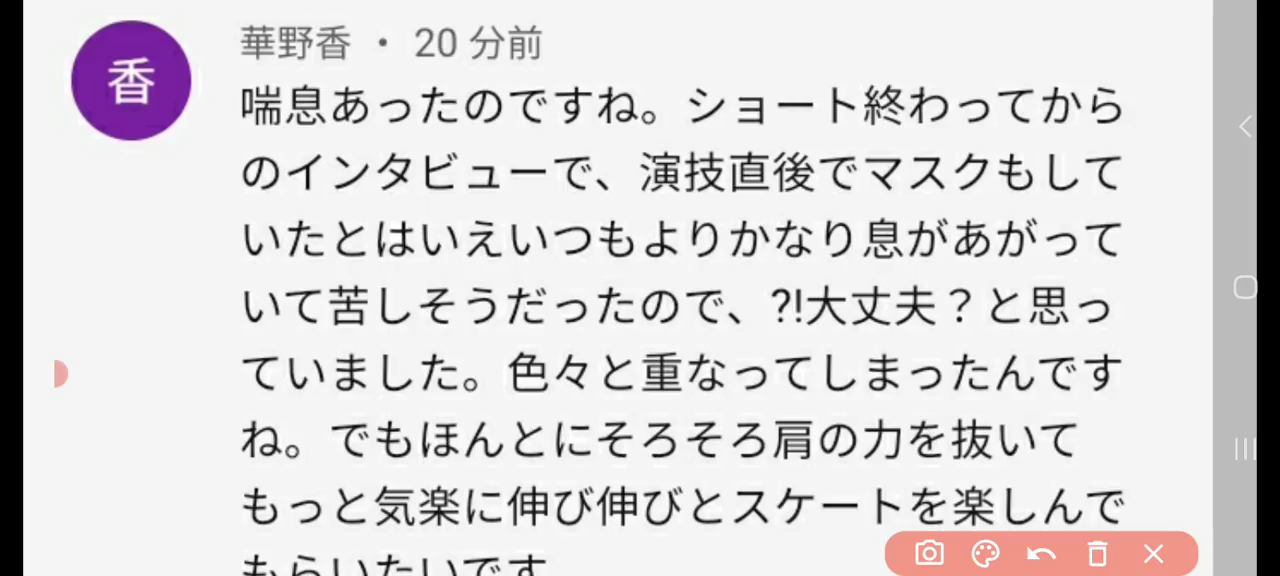 香
華野香 ・ 20 分前
喘息あったのですね。ショート終わってから
のインタビューで、演技直後でマスクもして
いたとはいえいつもよりかなり息があがって
いて苦しそうだったので、?!大丈夫？と思っ
ていました。色々と重なってしまったんです
ね。でもほんとにそろそろ肩の力を抜いて
もっと気楽に伸び伸びとスケートを楽しんで
もらいたいです